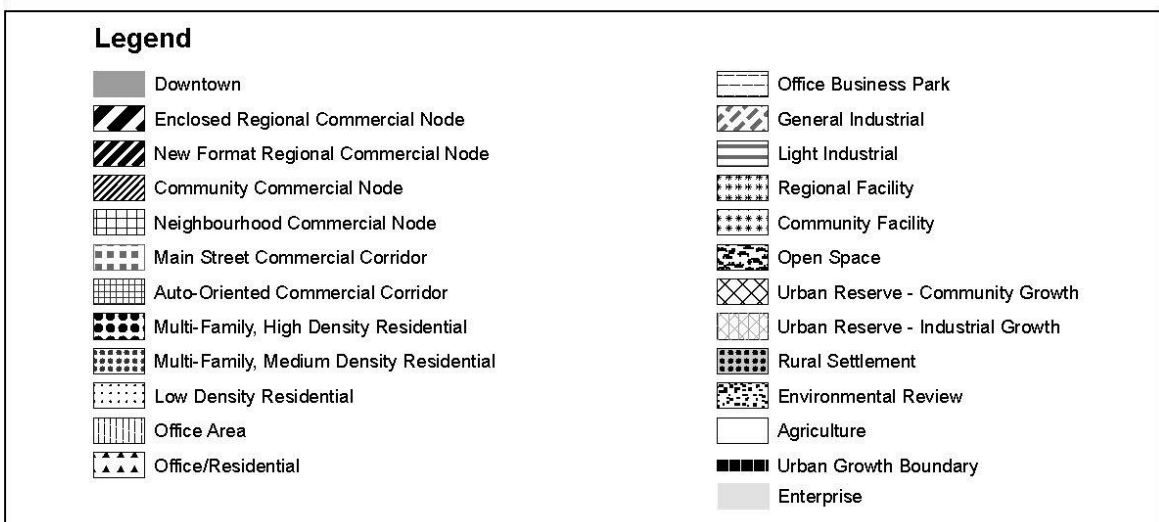 Legend
Downtown
Enclosed Regional Commercial Node
New Format Regional Commercial Node
Community Commercial Node
Neighbourhood Commercial Node
Main Street Commercial Corridor
Auto-Oriented Commercial Corridor
Multi-Family, High Density Residential
Multi-Family, Medium Density Residential
Low Density Residential
Office Area
Office/Residential
Office Business Park
General Industrial
Light Industrial
Regional Facility
Community Facility
Open Space
Urban Reserve - Community Growth
Urban Reserve - Industrial Growth
Rural Settlement
Environmental Review
Agriculture
Urban Growth Boundary
Enterprise